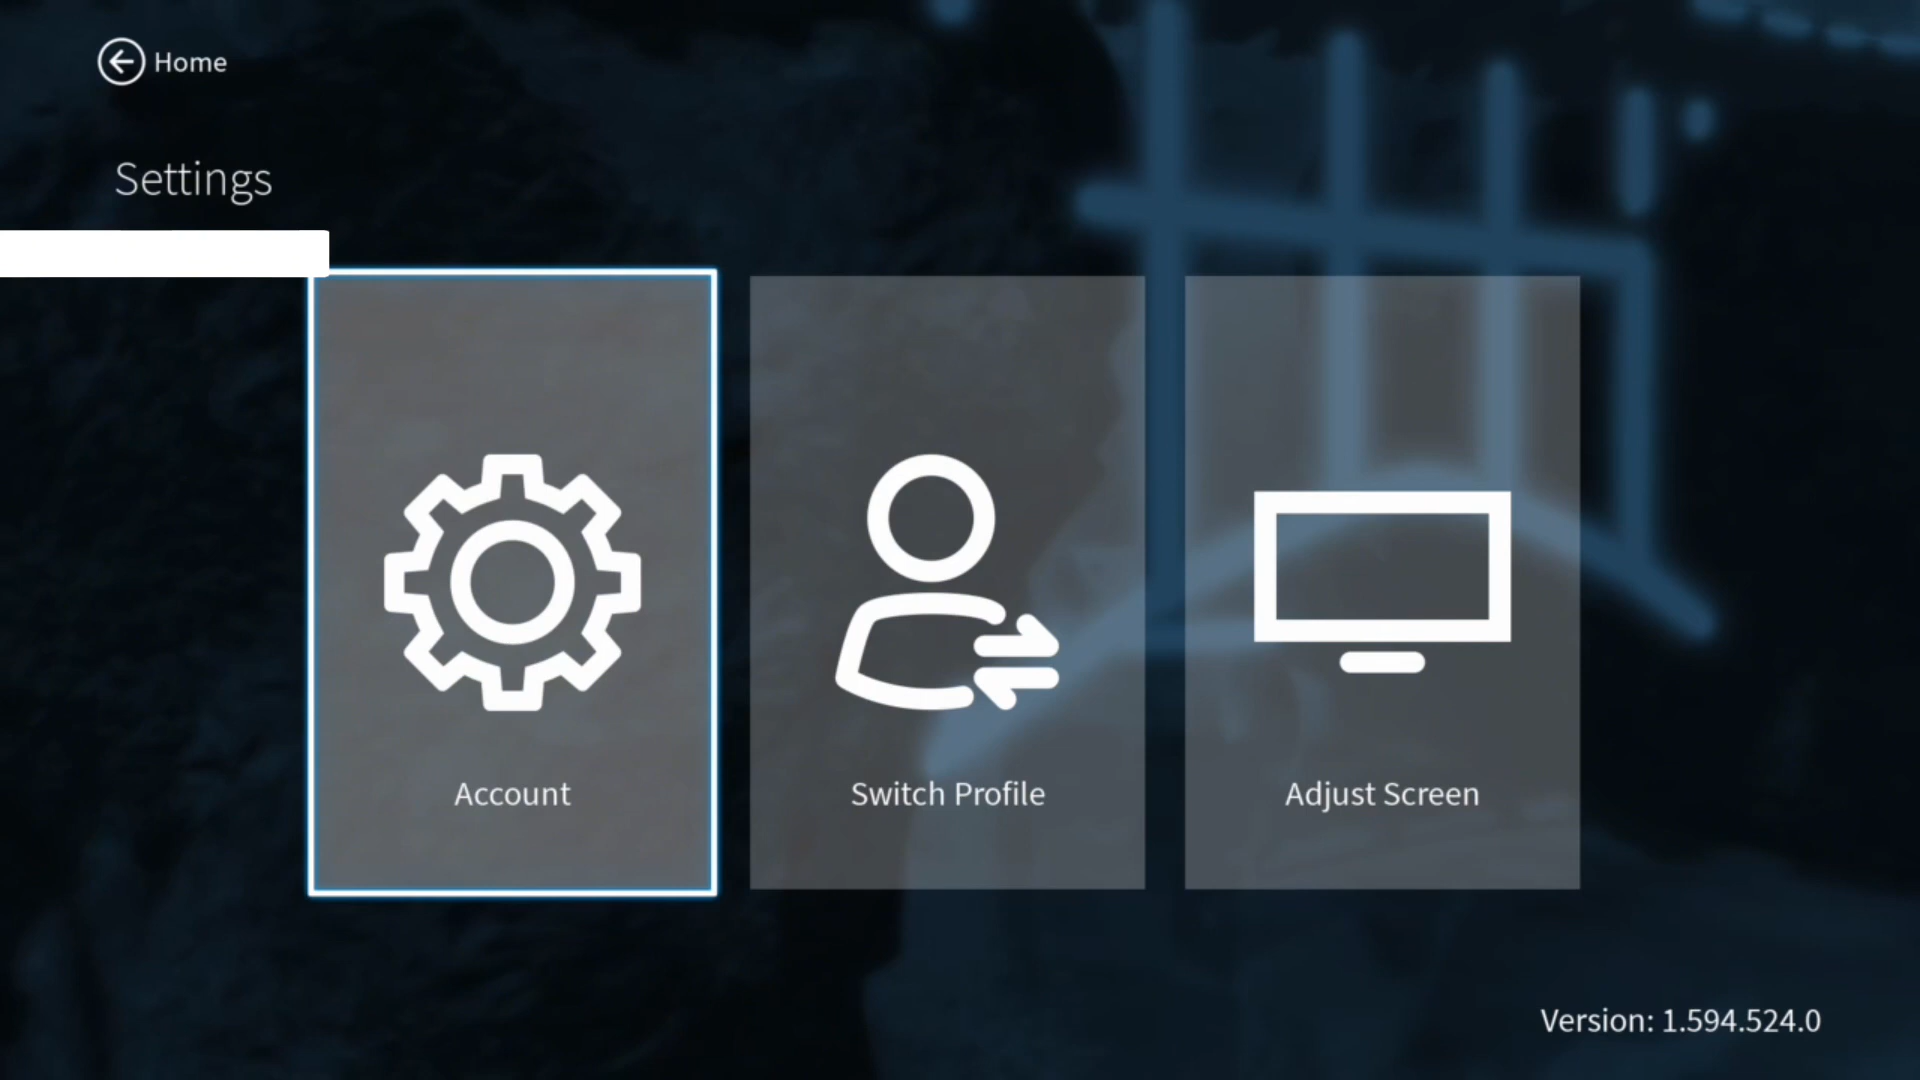 Home
Settings
Account
Switch Profile
Adjust Screen
Version: 1.594.524.0